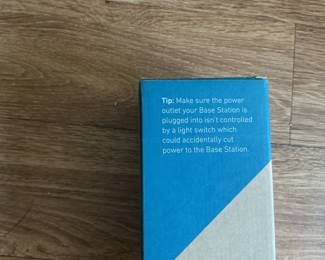 Tip: Make sure the power
outlet your Base Station is
plugged into isn't controlled
by a light switch which
could accidentally cut
power to the Base Station.